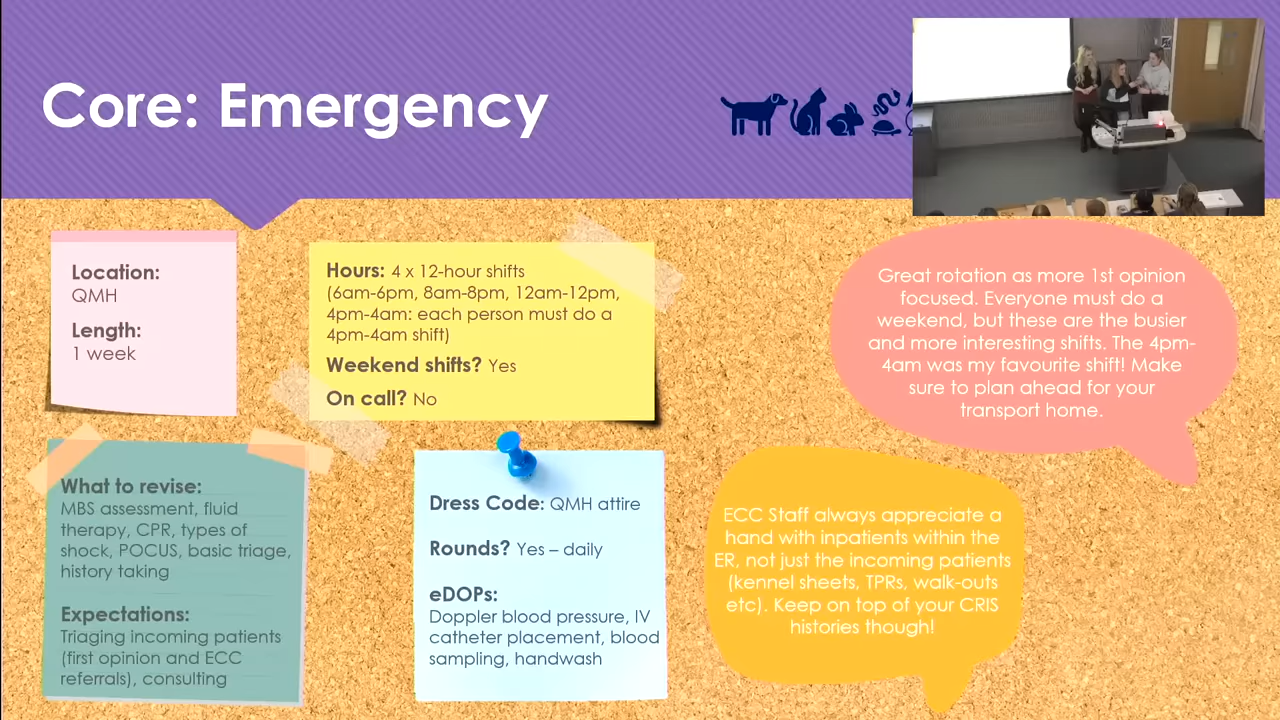 Core: Emergency
Location:
QMH
Length:
1 week
Hours: 4 x 12-hour shifts
(6am-6pm, 8am-8pm, 12am-12pm,
4pm-4am: each person must do a
4pm-4am shift)
Weekend shifts? Yes
On call? No
Great rotation as more 1st opinion
focused. Everyone must do a
weekend, but these are the busier
and more interesting shifts. The 4pm-
4am was my favourite shift! Make
sure to plan ahead for your
transport home.
What to revise:
MBS assessment, fluid
therapy, CPR, types of
shock, POCUS, basic triage,
history taking
Expectations:
Triaging incoming patients
(first opinion and ECC
referrals), consulting
Dress Code: QMH attire
Rounds? Yes – daily
eDOPs:
Doppler blood pressure, IV
catheter placement, blood
sampling, handwash
ECC Staff always appreciate a
hand with inpatients within the
ER, not just the incoming patients
(kennel sheets, TPRs, walk-outs
etc). Keep on top of your CRIS
histories though!